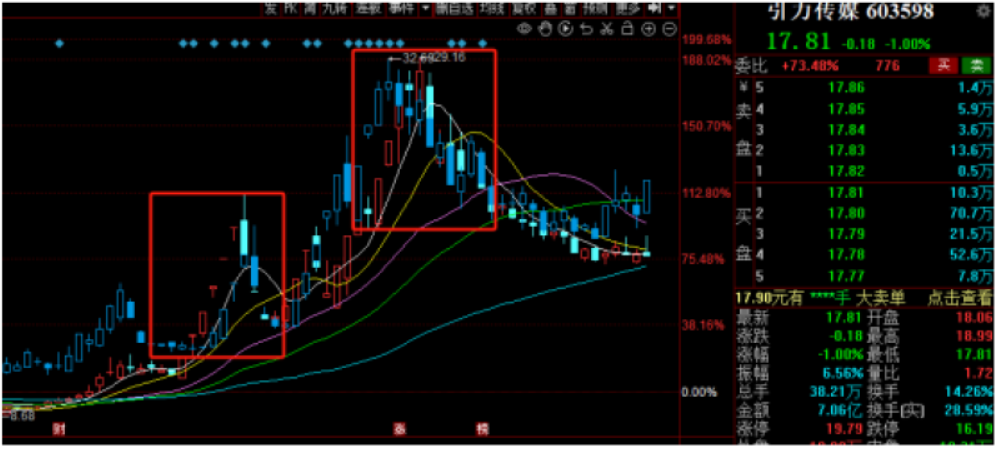 发 PK 离 九转 连板 事件 删自选 均线 复权 叠 窗 预测 更多
199.68%
188.02%
150.70%
112.80%
75.48%
38.16%
0.00%
32.69
29.16
8.68
财
涨
榜
引力传媒 603598
17.81 -0.18 -1.00%
委比 +73.48% 776 买 卖
卖盘
5 17.86 1.4万
4 17.85 5.9万
3 17.84 3.6万
2 17.83 13.6万
1 17.82 0.5万
买盘
1 17.81 10.3万
2 17.80 70.7万
3 17.79 21.5万
4 17.78 52.6万
5 17.77 7.8万
17.90元有 ****手 大卖单 点击查看
最新 17.81 开盘 18.06
涨跌 -0.18 最高 18.99
涨幅 -1.00% 最低 17.81
振幅 6.56% 量比 1.72
总手 38.21万 换手 14.26%
金额 7.06亿 换手[实] 28.59%
涨停 19.79 跌停 16.19